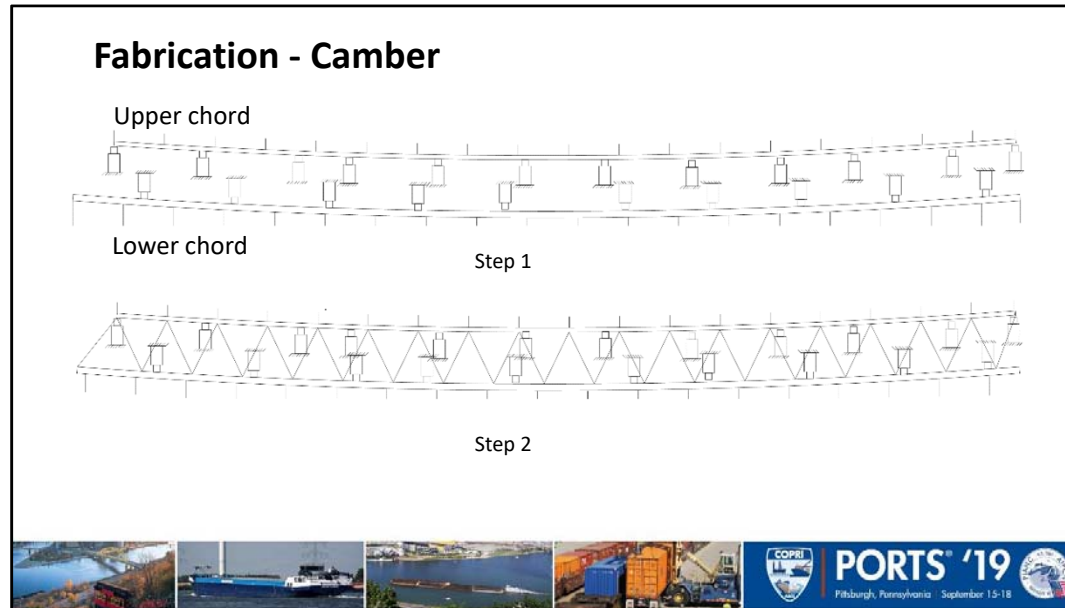 Fabrication - Camber
Upper chord
Lower chord
Step 1
Step 2
COPRI
PORTS® '19
Pittsburgh, Pennsylvania | September 15-18